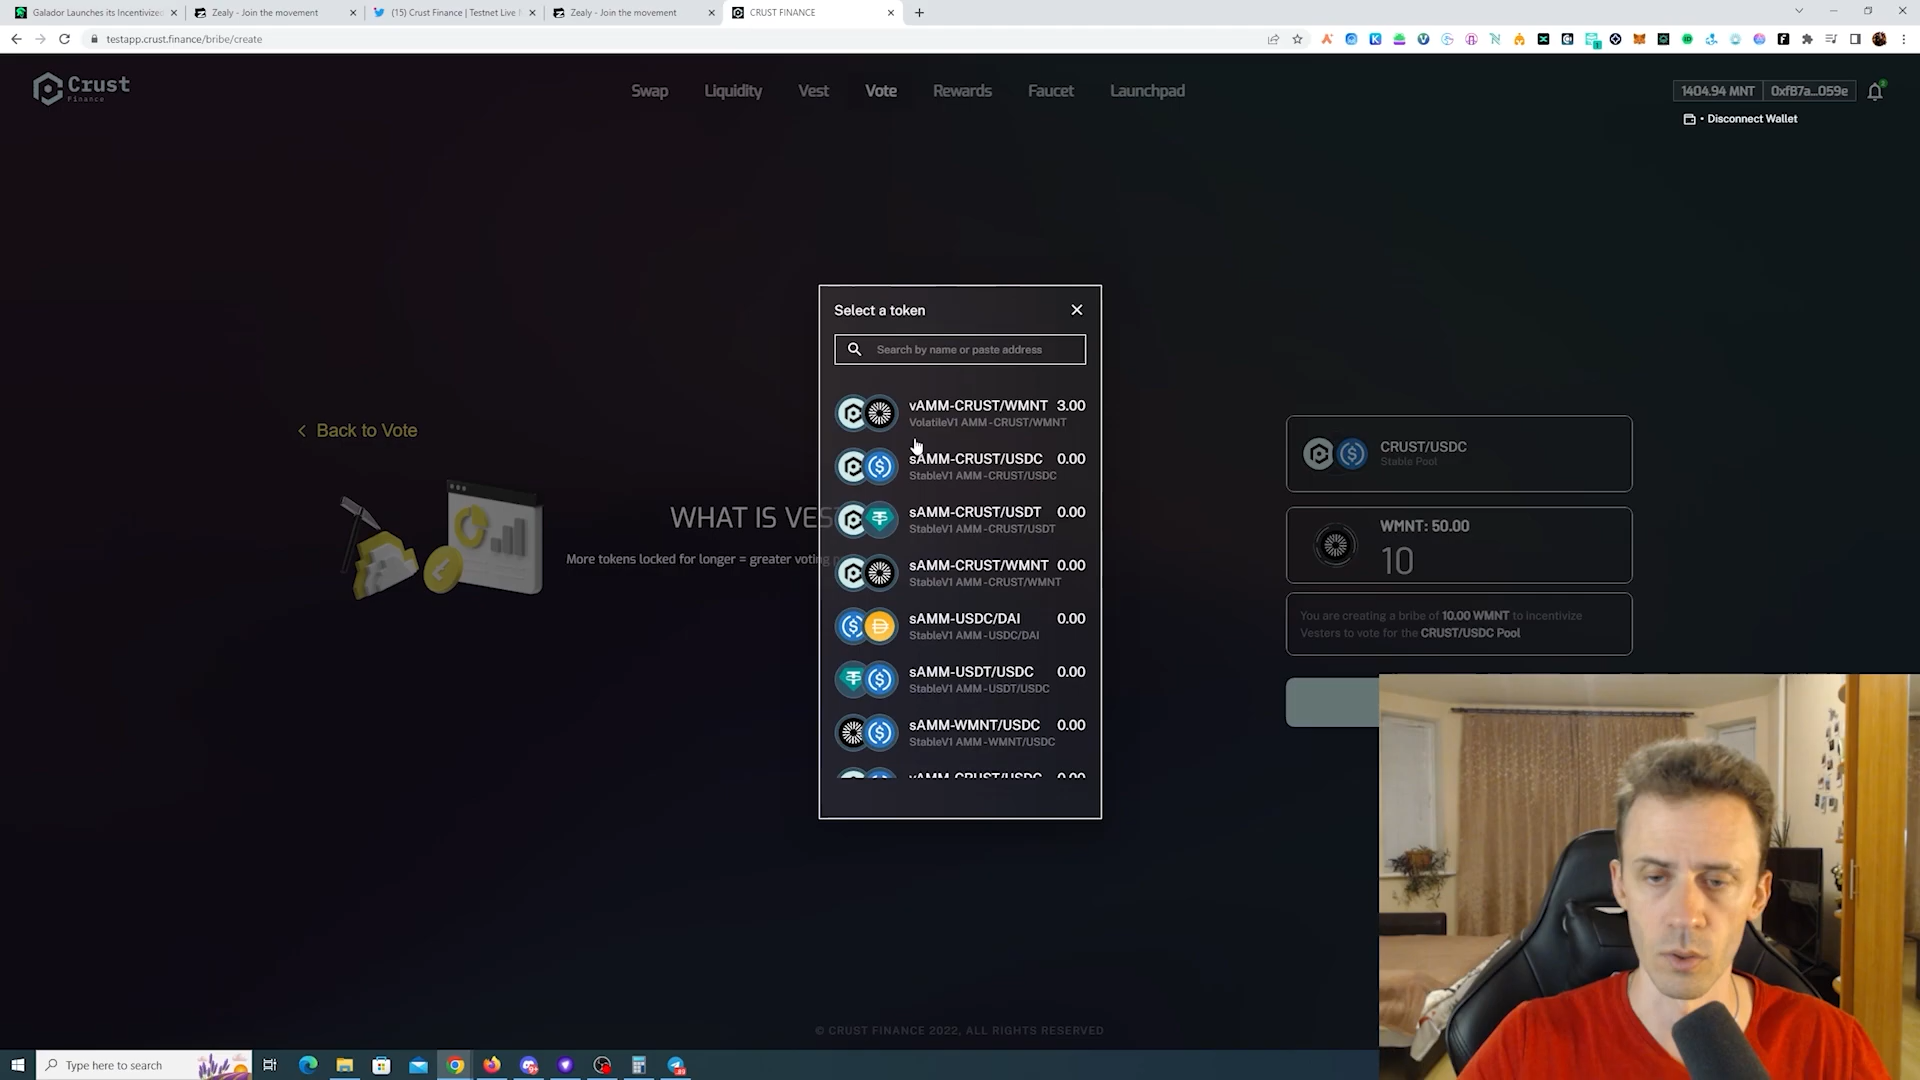 Galador Launches its Incentivized
Zealy - Join the movement
(15) Crust Finance | Testnet Live
Zealy - Join the movement
CRUST FINANCE
testapp.crust.finance/bribe/create
Crust
Finance
Swap
Liquidity
Vest
Vote
Rewards
Faucet
Launchpad
1404.94 MNT
0xfB7a...059e
• Disconnect Wallet
Back to Vote
WHAT IS VES
More tokens locked for longer = greater voting
Select a token
Search by name or paste address
vAMM-CRUST/WMNT 3.00
VolatileV1 AMM - CRUST/WMNT
sAMM-CRUST/USDC 0.00
StableV1 AMM - CRUST/USDC
sAMM-CRUST/USDT 0.00
StableV1 AMM - CRUST/USDT
sAMM-CRUST/WMNT 0.00
StableV1 AMM - CRUST/WMNT
sAMM-USDC/DAI 0.00
StableV1 AMM - USDC/DAI
sAMM-USDT/USDC 0.00
StableV1 AMM - USDT/USDC
sAMM-WMNT/USDC 0.00
StableV1 AMM - WMNT/USDC
vAMM-CRUST/USDC 0.00
CRUST/USDC
Stable Pool
WMNT: 50.00
10
You are creating a bribe of 10.00 WMNT to incentivize
Vesters to vote for the CRUST/USDC Pool
© CRUST FINANCE 2022, ALL RIGHTS RESERVED
Type here to search